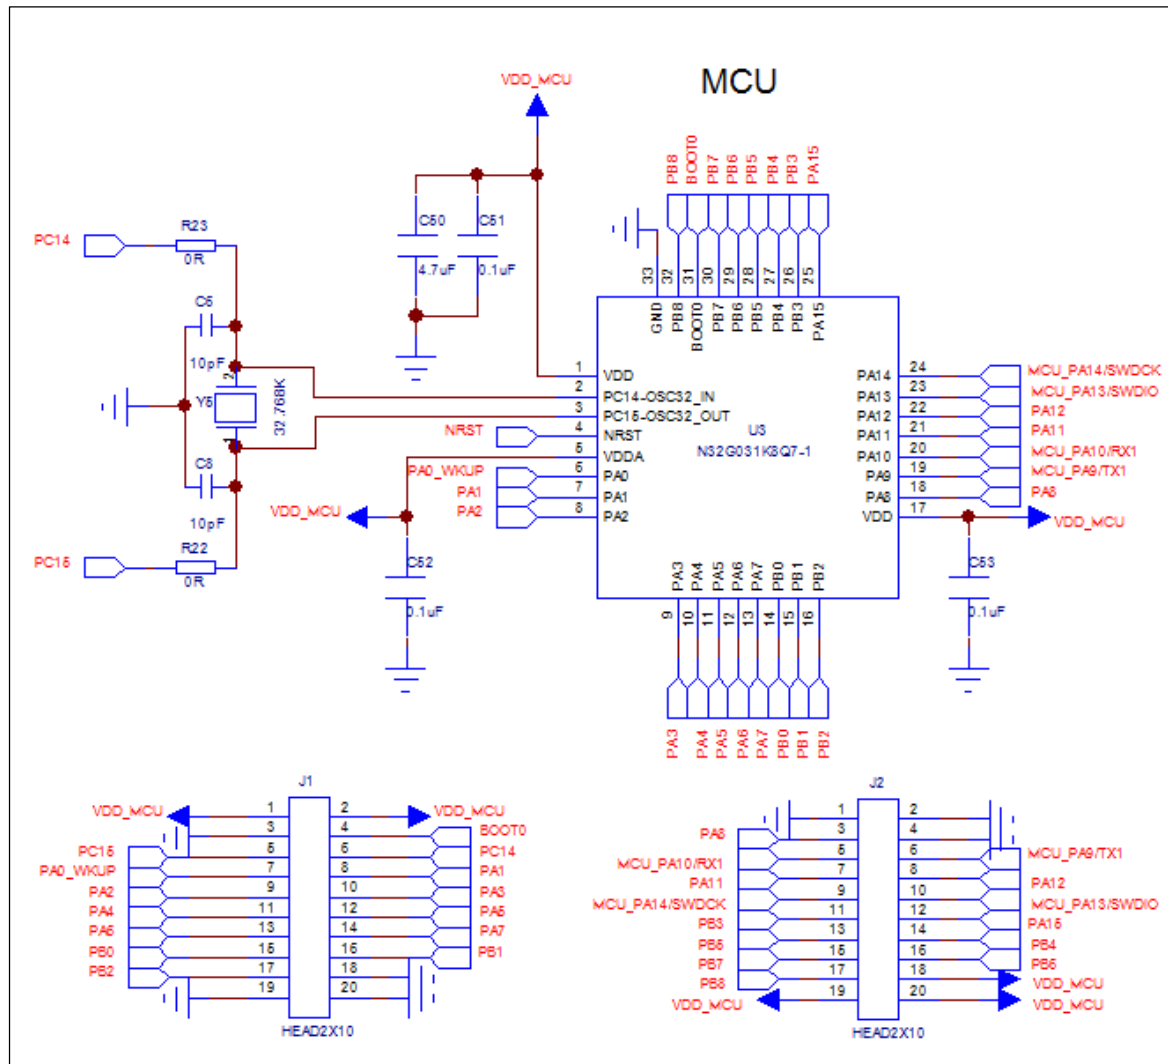 MCU
VDD_MCU
PB8
BOOT0
PB7
PB6
PB5
PB4
PB3
PA15
33
32
31
30
29
28
27
26
25
GND
PB8
BOOT0
PB7
PB6
PB5
PB4
PB3
PA15
C50
4.7uF
C51
0.1uF
PC14
R23
0R
C6
10pF
Y5
2
1
32.768K
C8
10pF
PC15
R22
0R
1 VDD
2 PC14-OSC32_IN
3 PC15-OSC32_OUT
NRST 4 NRST
5 VDDA
PA0_WKUP 6 PA0
PA1 7 PA1
PA2 8 PA2
VDD_MCU
C52
0.1uF
U3
N32G031K8Q7-1
PA14 24 MCU_PA14/SWDCK
PA13 23 MCU_PA13/SWDIO
PA12 22 PA12
PA11 21 PA11
PA10 20 MCU_PA10/RX1
PA9 19 MCU_PA9/TX1
PA8 18 PA8
VDD 17 VDD_MCU
C53
0.1uF
PA3
PA4
PA5
PA6
PA7
PB0
PB1
PB2
9
10
11
12
13
14
15
16
PA3
PA4
PA5
PA6
PA7
PB0
PB1
PB2
J1
VDD_MCU 1 2 VDD_MCU
3 4 BOOT0
PC15 5 6 PC14
PA0_WKUP 7 8 PA1
PA2 9 10 PA3
PA4 11 12 PA5
PA6 13 14 PA7
PB0 15 16 PB1
PB2 17 18
19 20
HEAD2X10
J2
1 2
PA8 3 4
MCU_PA10/RX1 5 6 MCU_PA9/TX1
PA11 7 8 PA12
MCU_PA14/SWDCK 9 10 MCU_PA13/SWDIO
PB3 11 12 PA15
PB5 13 14 PB4
PB7 15 16 PB6
PB8 17 18 VDD_MCU
VDD_MCU 19 20 VDD_MCU
HEAD2X10